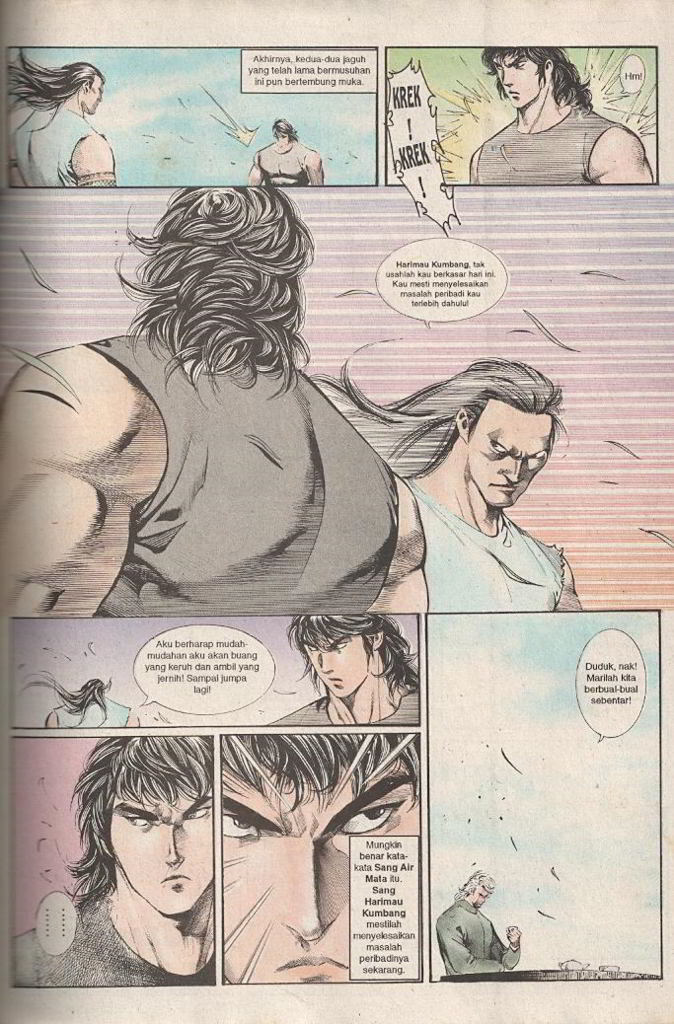 Akhirnya, kedua-dua jaguh
yang telah lama bermusuhan
ini pun bertembung muka.
KREK
!
KREK
!
Hm!
Harimau Kumbang, tak
usahlah kau berkasar hari ini.
Kau mesti menyelesaikan
masalah peribadi kau
terlebih dahulu!
Aku berharap mudah-
mudahan aku akan buang
yang keruh dan ambil yang
jernih! Sampai jumpa
lagi!
Duduk, nak!
Marilah kita
berbual-bual
sebentar!
......
......
Mungkin
benar kata-
kata Sang Air
Mata itu.
Sang
Harimau
Kumbang
mestilah
menyelesaikan
masalah
peribadinya
sekarang.